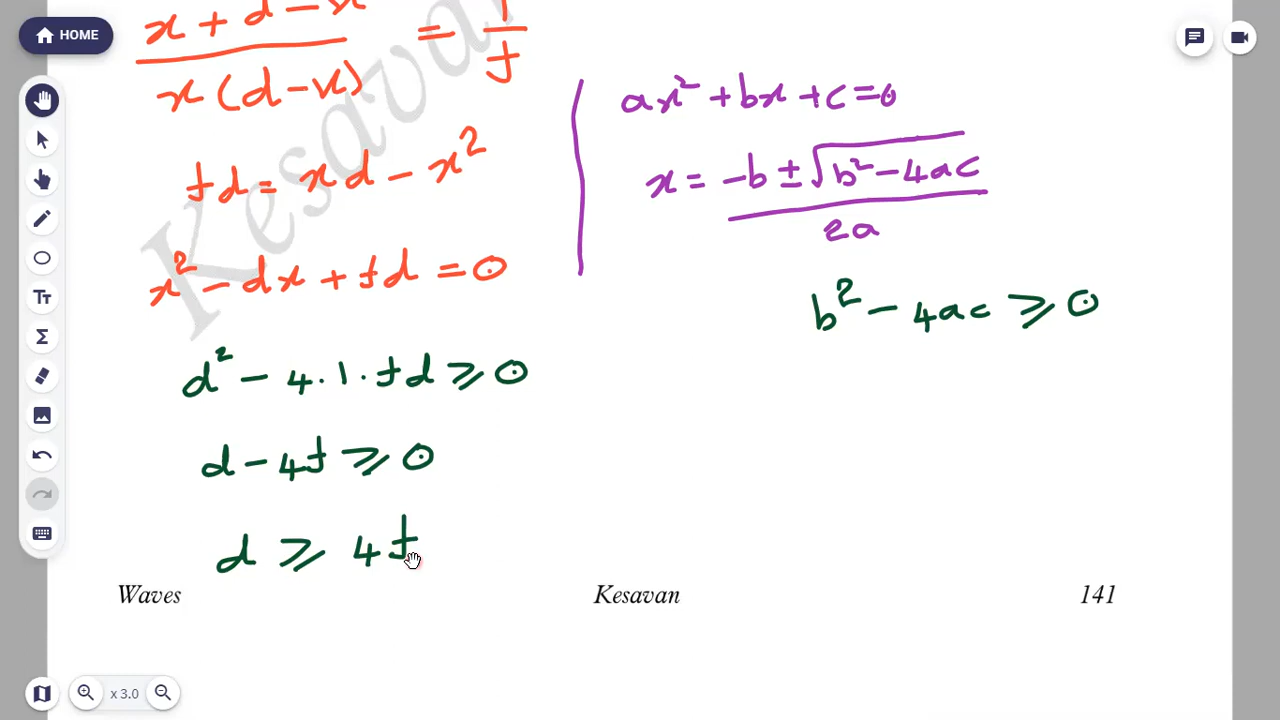 HOME
x + d - x / x(d - x) = 1/f
fd = xd - x²
x² - dx + fd = 0
d² - 4 . 1 . fd ⩾ 0
d - 4f ⩾ 0
d ⩾ 4f
ax² + bx + c = 0
x = -b ± √b² - 4ac / 2a
b² - 4ac ⩾ 0
Kesavan
Waves Kesavan 141
x 3.0